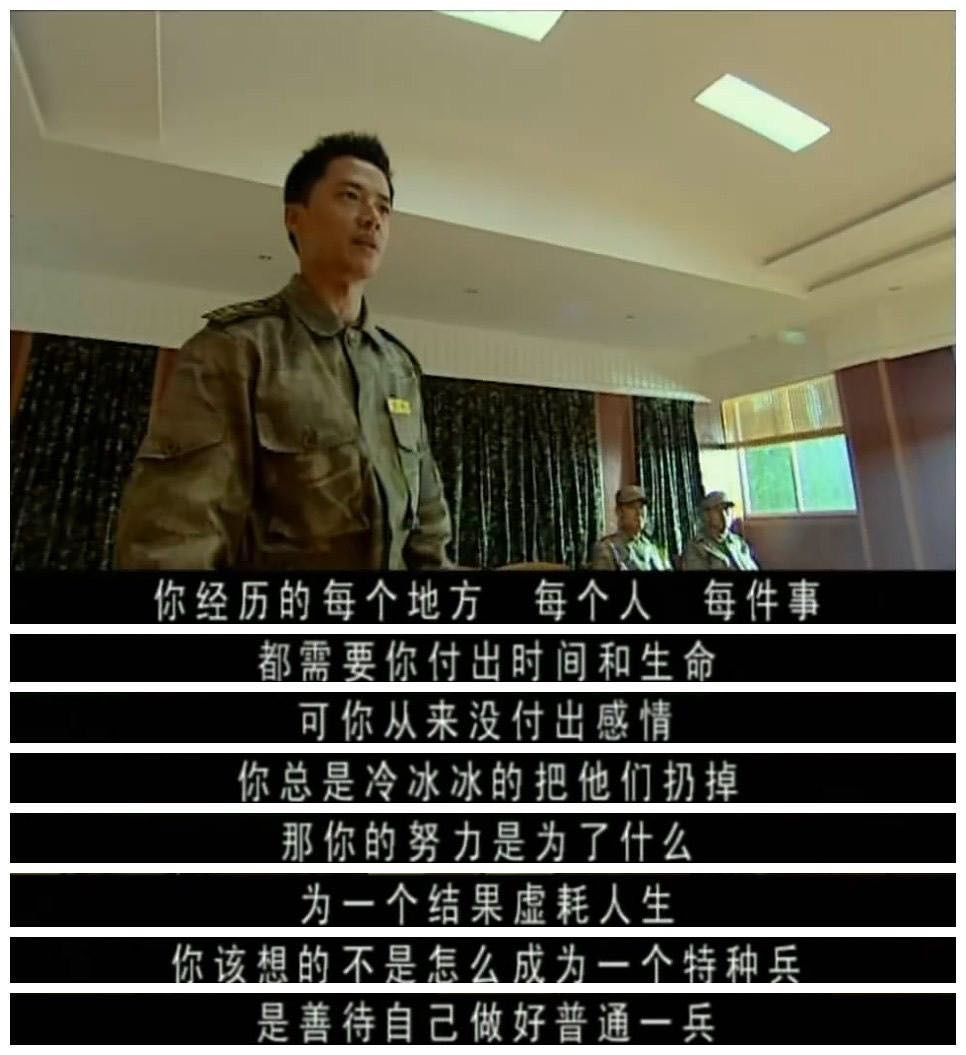 你经历的每个地方 每个人 每件事
都需要你付出时间和生命
可你从来没付出感情
你总是冷冰冰的把他们扔掉
那你的努力是为了什么
为一个结果虚耗人生
你该想的不是怎么成为一个特种兵
是善待自己做好普通一兵